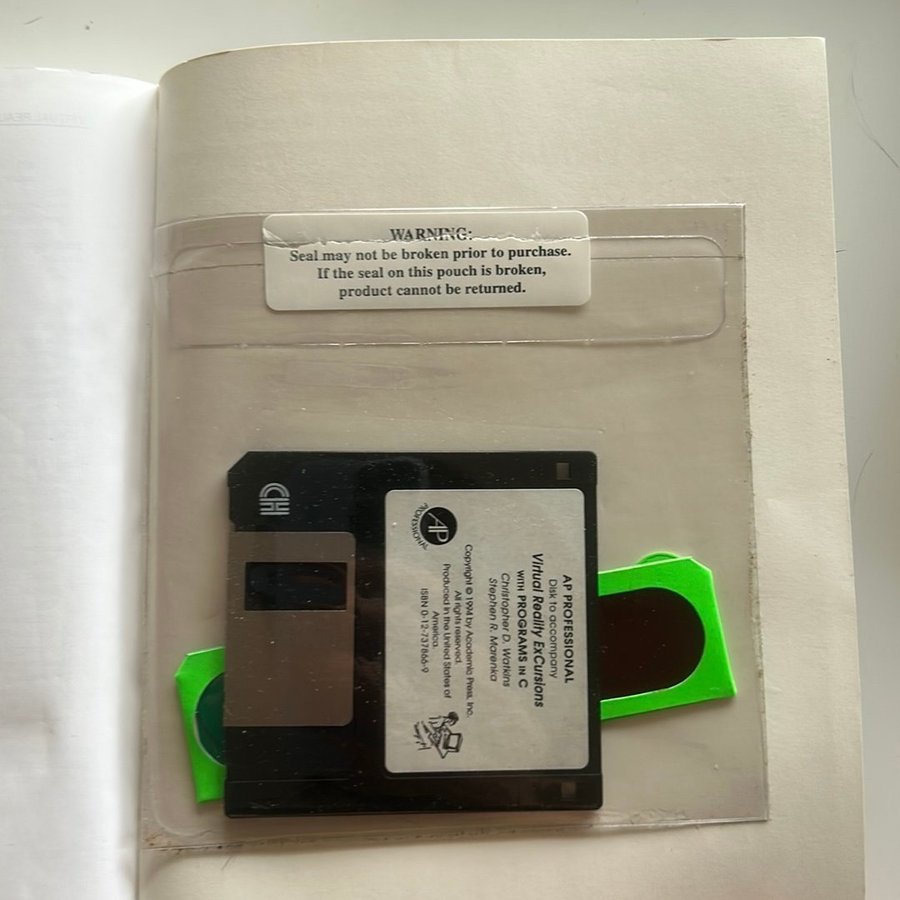 WARNING:
Seal may not be broken prior to purchase.
If the seal on this pouch is broken,
product cannot be returned.
AP PROFESSIONAL
Disk to accompany
Virtual Reality ExCursions
WITH PROGRAMS IN C
Christopher D. Watkins
Stephen R. Marenka
Copyright © 1994 by Academic Press, Inc.
All rights reserved.
Produced in the United States of
America.
ISBN 0-12-737866-9
AP
PROFESSIONAL